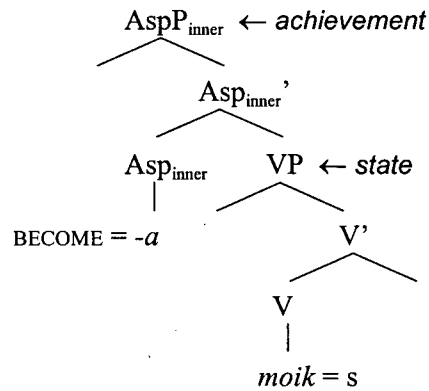 AspP_inner ← achievement
Asp_inner’
Asp_inner VP ← state
BECOME = -a V’
V
moik = s